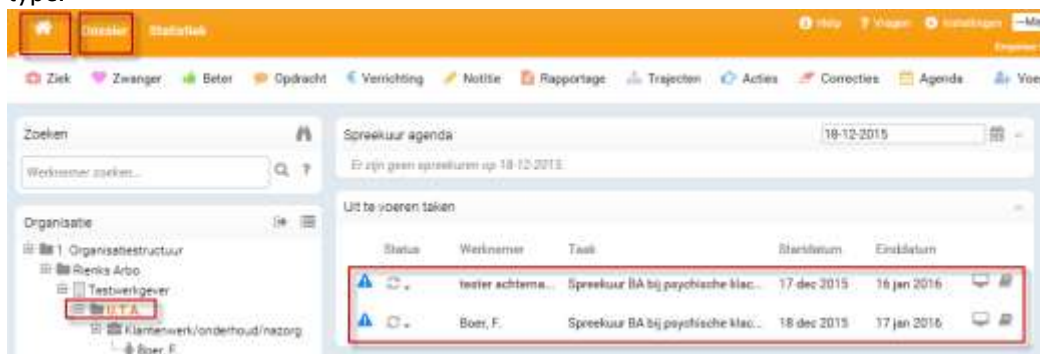 type.
Dossier Statistiek
Help Vragen Instellingen
Ziek Zwanger Beter Opdracht Verrichting Notitie Rapportage Trajecten Acties Correcties Agenda Voe
Zoeken
Werknemer zoeken...
?
Organisatie
1. Organisatiestructuur
Rienks Arbo
Testwerkgever
U.T.A.
Klantenwerk/onderhoud/nazorg
Boer, F.
Spreekuur agenda
18-12-2015
Er zijn geen spreekuren op 18-12-2015.
Uit te voeren taken
Status Werknemer Taak Startdatum Einddatum
tester achterna... Spreekuur BA bij psychische klac... 17 dec 2015 16 jan 2016
Boer, F. Spreekuur BA bij psychische klac... 18 dec 2015 17 jan 2016